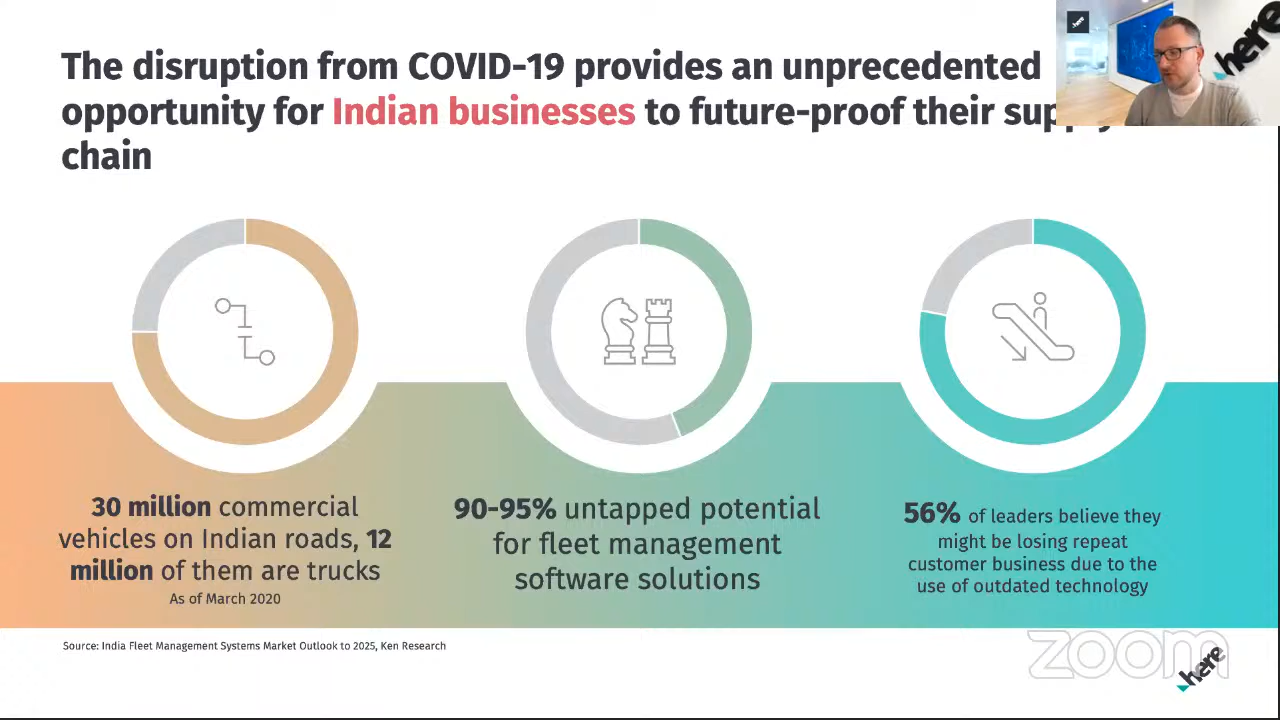 The disruption from COVID-19 provides an unprecedented
opportunity for Indian businesses to future-proof their supply
chain
30 million commercial
vehicles on Indian roads, 12
million of them are trucks
As of March 2020
90-95% untapped potential
for fleet management
software solutions
56% of leaders believe they
might be losing repeat
customer business due to the
use of outdated technology
Source: India Fleet Management Systems Market Outlook to 2025, Ken Research
zoom
here
here